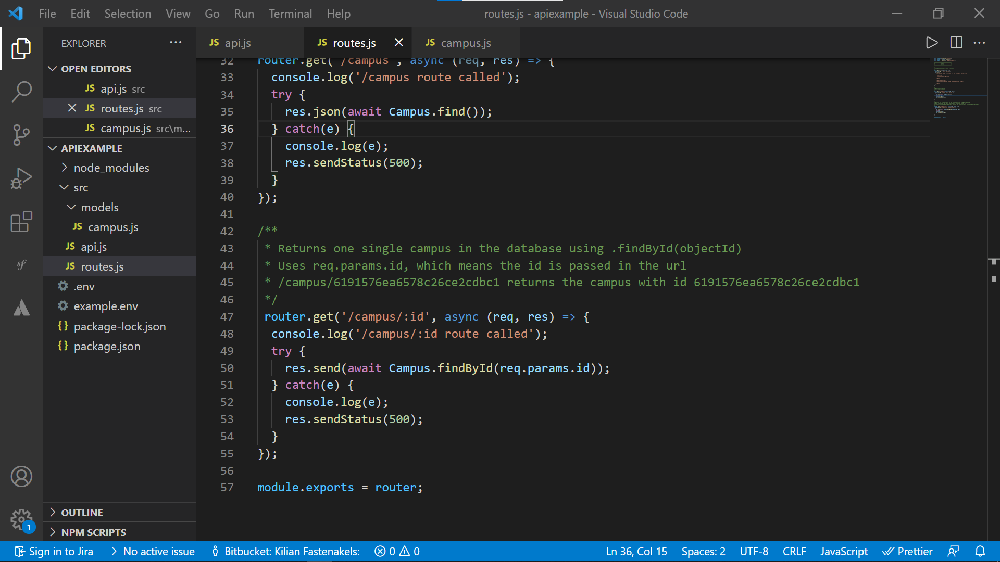 File Edit Selection View Go Run Terminal Help
routes.js - apiexample - Visual Studio Code
EXPLORER
OPEN EDITORS
JS api.js src
JS routes.js src
JS campus.js src\m...
APIEXAMPLE
node_modules
src
models
JS campus.js
JS api.js
JS routes.js
.env
example.env
{} package-lock.json
{} package.json
OUTLINE
NPM SCRIPTS
1
JS api.js JS routes.js JS campus.js
32 router.get('/campus', async (req, res) => {
33 console.log('/campus route called');
34 try {
35 res.json(await Campus.find());
36 } catch(e) {
37 console.log(e);
38 res.sendStatus(500);
39 }
40 });
41
42 /**
43 * Returns one single campus in the database using .findById(objectId)
44 * Uses req.params.id, which means the id is passed in the url
45 * /campus/6191576ea6578c26ce2cdbc1 returns the campus with id 6191576ea6578c26ce2cdbc1
46 */
47 router.get('/campus/:id', async (req, res) => {
48 console.log('/campus/:id route called');
49 try {
50 res.send(await Campus.findById(req.params.id));
51 } catch(e) {
52 console.log(e);
53 res.sendStatus(500);
54 }
55 });
56
57 module.exports = router;
Sign in to Jira No active issue Bitbucket: Kilian Fastenakels: 0 0 Ln 36, Col 15 Spaces: 2 UTF-8 CRLF JavaScript Prettier